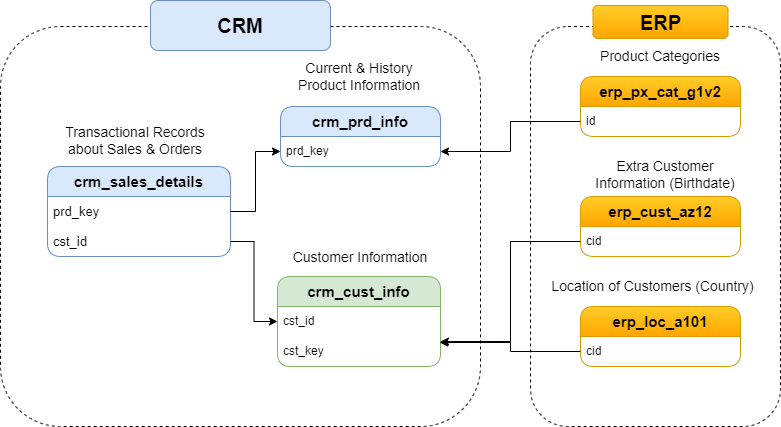 CRM
ERP
Current & History
Product Information
crm_prd_info
prd_key
Transactional Records
about Sales & Orders
crm_sales_details
prd_key
cst_id
Customer Information
crm_cust_info
cst_id
cst_key
Product Categories
erp_px_cat_g1v2
id
Extra Customer
Information (Birthdate)
erp_cust_az12
cid
Location of Customers (Country)
erp_loc_a101
cid